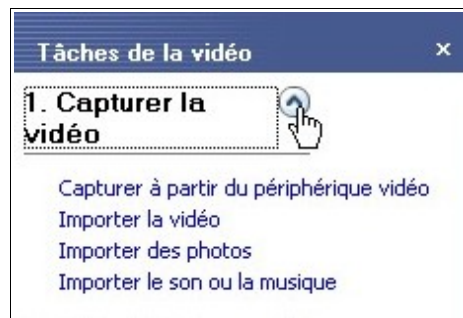 Tâches de la vidéo
1. Capturer la
vidéo
Capturer à partir du périphérique vidéo
Importer la vidéo
Importer des photos
Importer le son ou la musique